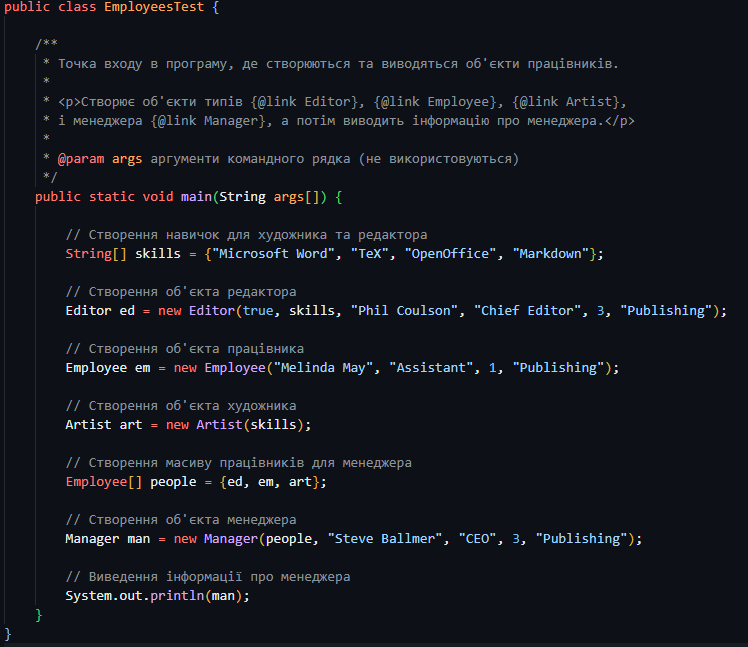 public class EmployeesTest {
/**
* Точка входу в програму, де створюються та виводяться об'єкти працівників.
*
* <p>Створює об'єкти типів {@link Editor}, {@link Employee}, {@link Artist},
* і менеджера {@link Manager}, а потім виводить інформацію про менеджера.</p>
*
* @param args аргументи командного рядка (не використовуються)
*/
public static void main(String args[]) {
// Створення навичок для художника та редактора
String[] skills = {"Microsoft Word", "TeX", "OpenOffice", "Markdown"};
// Створення об'єкта редактора
Editor ed = new Editor(true, skills, "Phil Coulson", "Chief Editor", 3, "Publishing");
// Створення об'єкта працівника
Employee em = new Employee("Melinda May", "Assistant", 1, "Publishing");
// Створення об'єкта художника
Artist art = new Artist(skills);
// Створення масиву працівників для менеджера
Employee[] people = {ed, em, art};
// Створення об'єкта менеджера
Manager man = new Manager(people, "Steve Ballmer", "CEO", 3, "Publishing");
// Виведення інформації про менеджера
System.out.println(man);
}
}